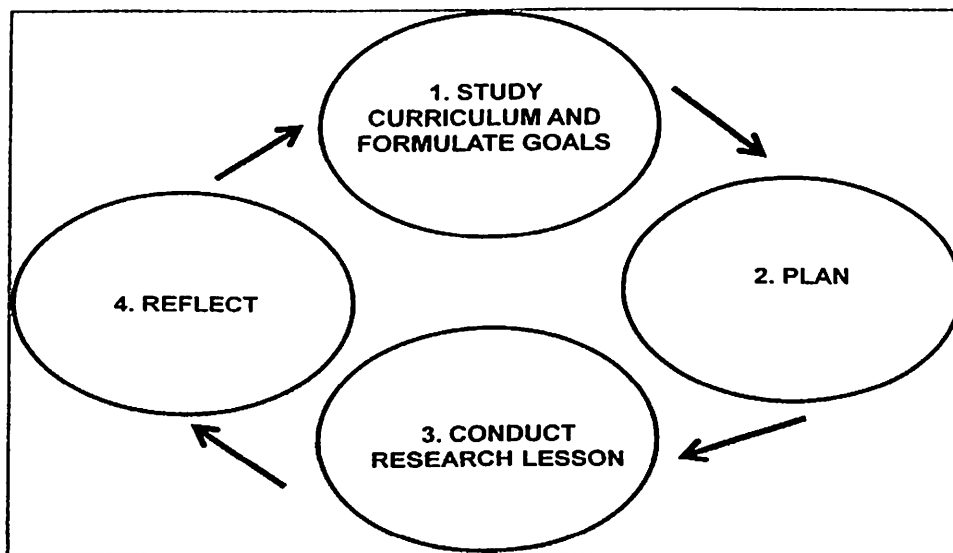 1. STUDY
CURRICULUM AND
FORMULATE GOALS
2. PLAN
3. CONDUCT
RESEARCH LESSON
4. REFLECT